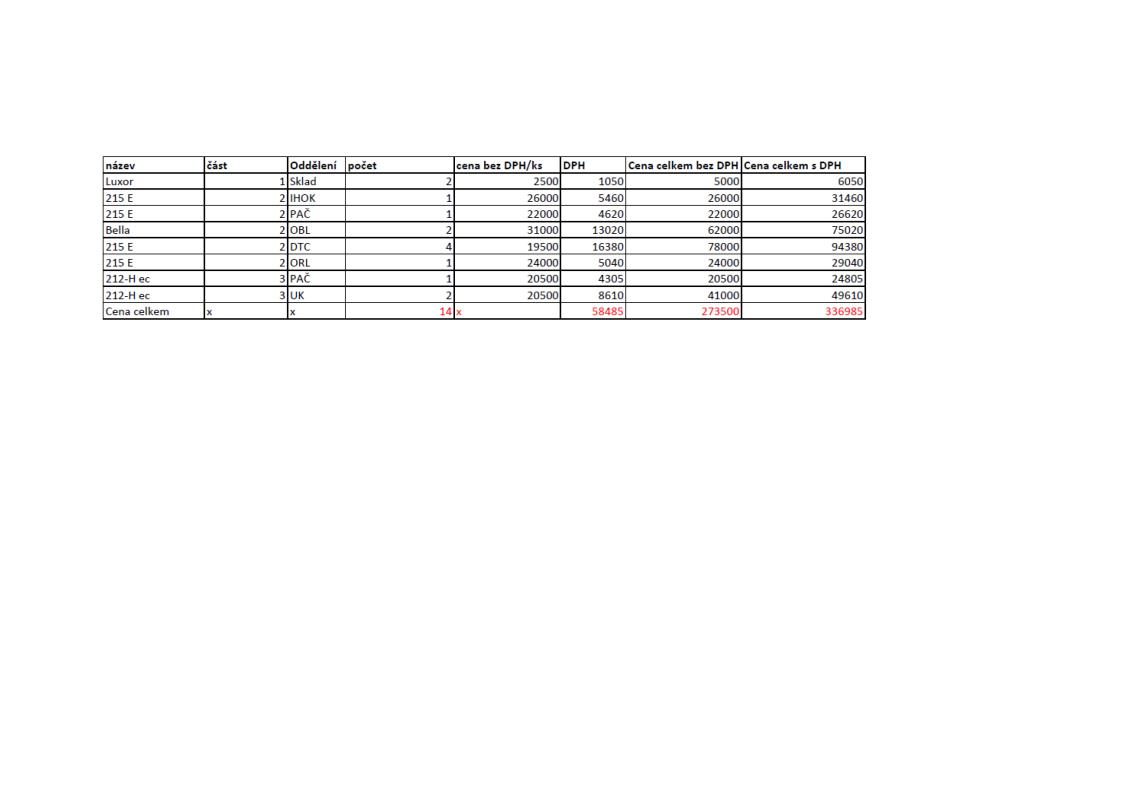 název část Oddělení počet cena bez DPH/ks DPH Cena celkem bez DPH Cena celkem s DPH
Luxor 1 Sklad 2 2500 1050 5000 6050
215 E 2 IHOK 1 26000 5460 26000 31460
215 E 2 PAČ 1 22000 4620 22000 26620
Bella 2 OBL 2 31000 13020 62000 75020
215 E 2 DTC 4 19500 16380 78000 94380
215 E 2 ORL 1 24000 5040 24000 29040
212-H ec 3 PAČ 1 20500 4305 20500 24805
212-H ec 3 UK 2 20500 8610 41000 49610
Cena celkem x x 14 x 58485 273500 336985